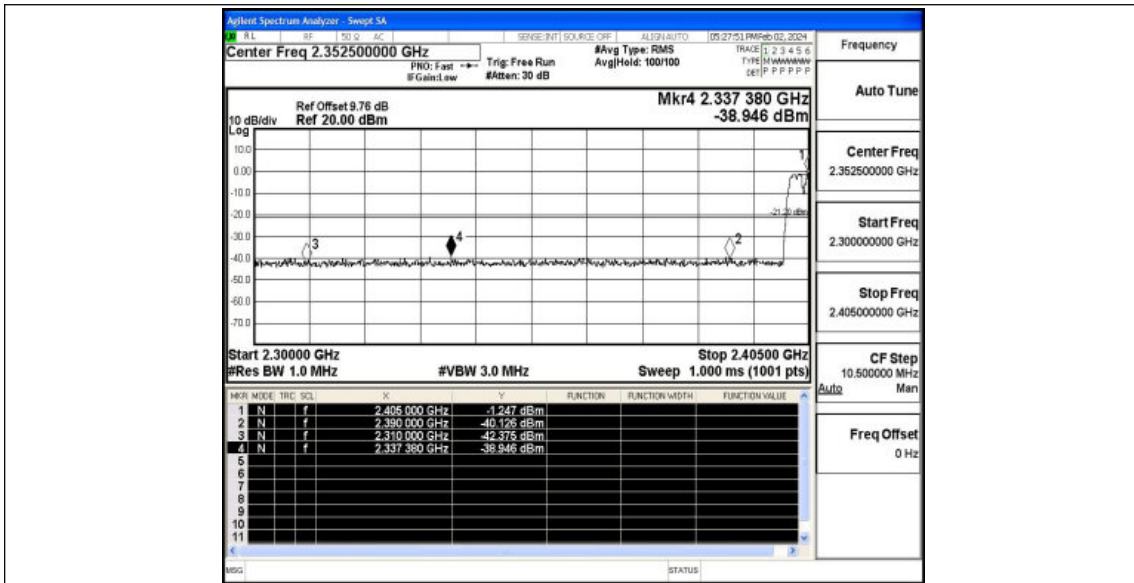 Agilent Spectrum Analyzer - Swept SA
RL RF 50 Ω AC SENSE:INT SOURCE OFF ALIGN AUTO 05:27:51 PM Feb 02, 2024
Center Freq 2.352500000 GHz
PNO: Fast
IFGain:Low
Trig: Free Run
#Atten: 30 dB
#Avg Type: RMS
Avg|Hold: 100/100
TRACE 1 2 3 4 5 6
TYPE M WWWWW
DET P P P P P P
Ref Offset 9.76 dB
Ref 20.00 dBm
10 dB/div
Log
Mkr4 2.337 380 GHz
-38.946 dBm
10.0
0.00
-10.0
-20.0
-30.0
-40.0
-50.0
-60.0
-70.0
1
-21.20 dBm
3
4
2
Start 2.30000 GHz
Stop 2.40500 GHz
#Res BW 1.0 MHz
#VBW 3.0 MHz
Sweep 1.000 ms (1001 pts)
MKR MODE TRC SCL X Y FUNCTION FUNCTION WIDTH FUNCTION VALUE
1 N f 2.405 000 GHz -1.247 dBm
2 N f 2.390 000 GHz -40.126 dBm
3 N f 2.310 000 GHz -42.375 dBm
4 N f 2.337 380 GHz -38.946 dBm
5
6
7
8
9
10
11
MSG
STATUS
Frequency
Auto Tune
Center Freq
2.352500000 GHz
Start Freq
2.300000000 GHz
Stop Freq
2.405000000 GHz
CF Step
10.500000 MHz
Auto Man
Freq Offset
0 Hz